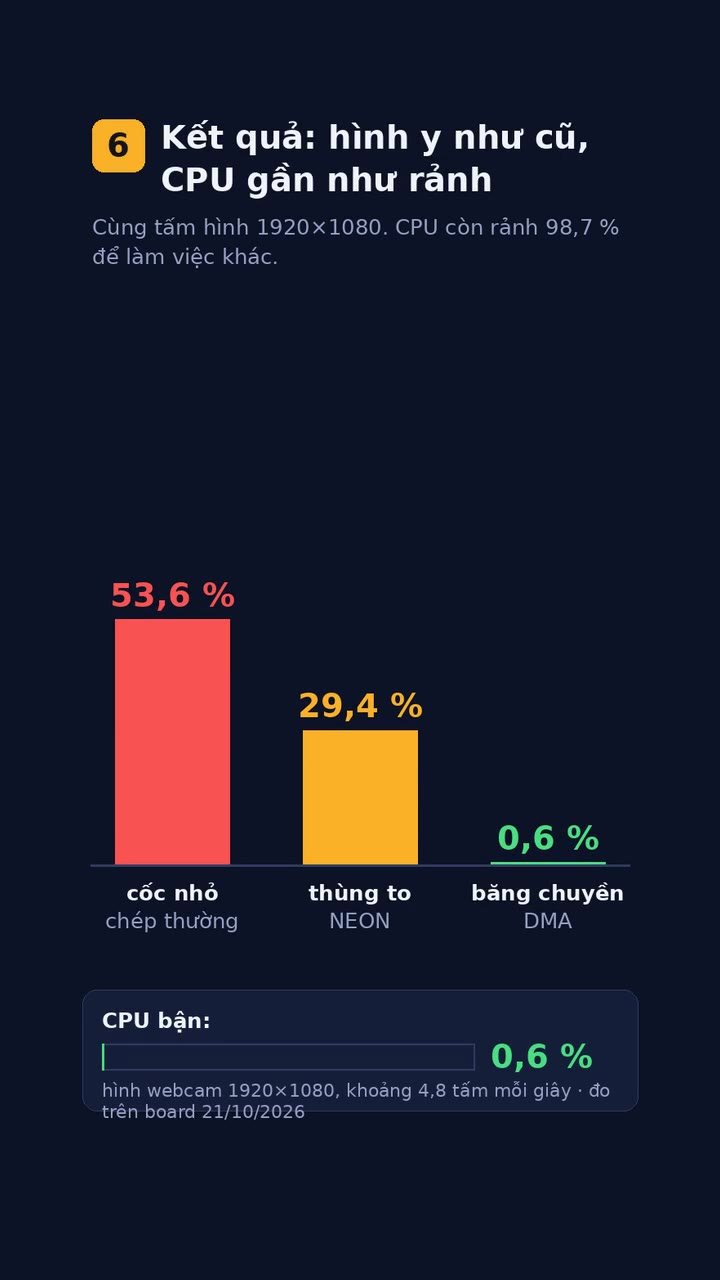 6
Kết quả: hình y như cũ,
CPU gần như rảnh
Cùng tấm hình 1920×1080. CPU còn rảnh 98,7 %
để làm việc khác.
53,6 %
29,4 %
0,6 %
cốc nhỏ
thùng to
băng chuyền
chép thường
NEON
DMA
CPU bận:
0,6 %
hình webcam 1920×1080, khoảng 4,8 tấm mỗi giây · đo
trên board 21/10/2026